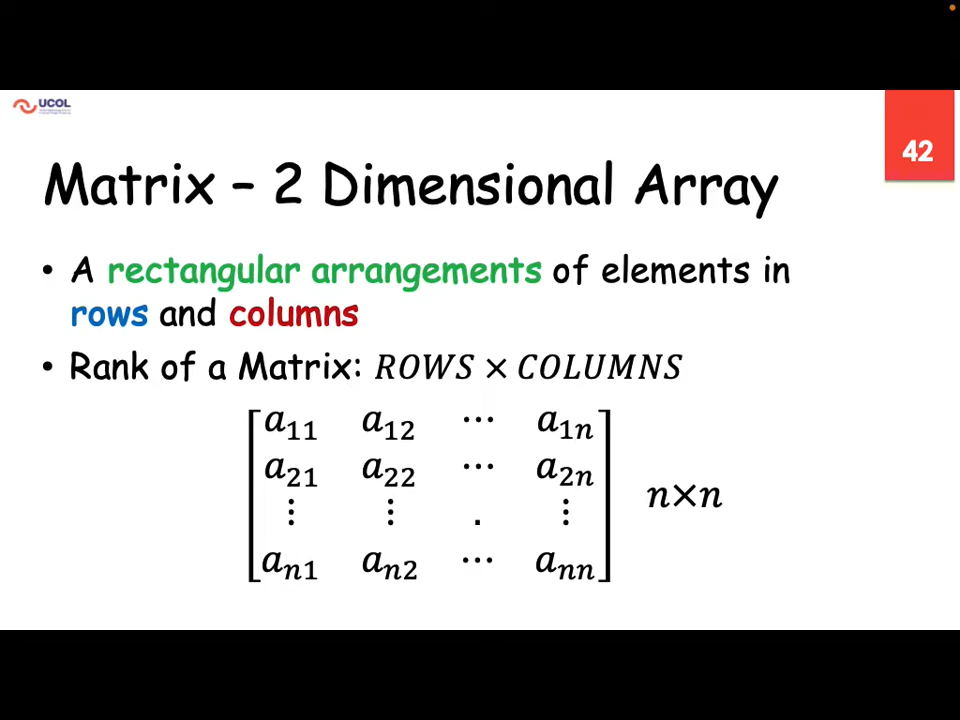 UCOL
42
Matrix – 2 Dimensional Array
• A rectangular arrangements of elements in
rows and columns
• Rank of a Matrix: ROWS × COLUMNS
a₁₁ a₁₂ ⋯ a₁ₙ
a₂₁ a₂₂ ⋯ a₂ₙ
⋮ ⋮ . ⋮
aₙ₁ aₙ₂ ⋯ aₙₙ
n×n